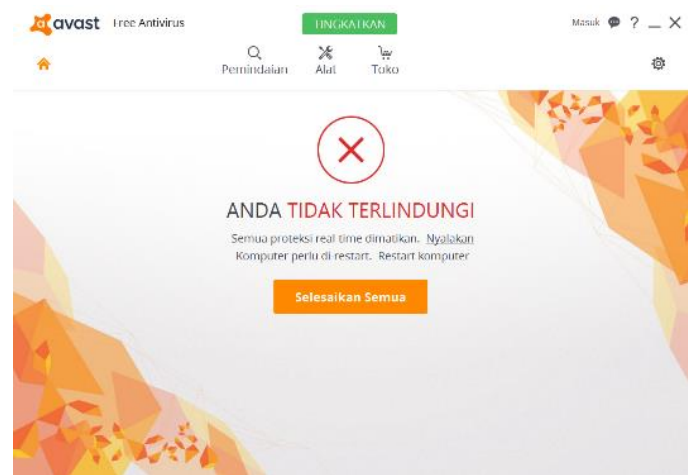 avast Free Antivirus TINGKATKAN Masuk ?
Pemindaian Alat Toko
ANDA TIDAK TERLINDUNGI
Semua proteksi real time dimatikan. Nyalakan
Komputer perlu di restart. Restart komputer
Selesaikan Semua